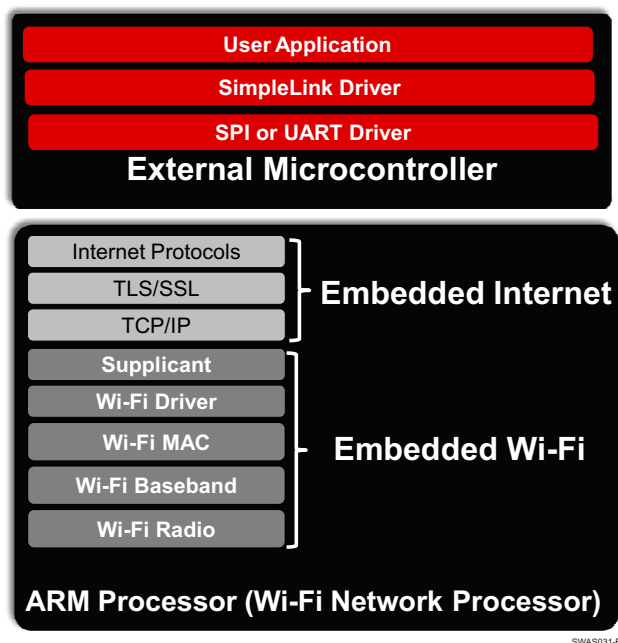 User Application
SimpleLink Driver
SPI or UART Driver
External Microcontroller
Internet Protocols
TLS/SSL
TCP/IP
Embedded Internet
Supplicant
Wi-Fi Driver
Wi-Fi MAC
Wi-Fi Baseband
Wi-Fi Radio
Embedded Wi-Fi
ARM Processor (Wi-Fi Network Processor)